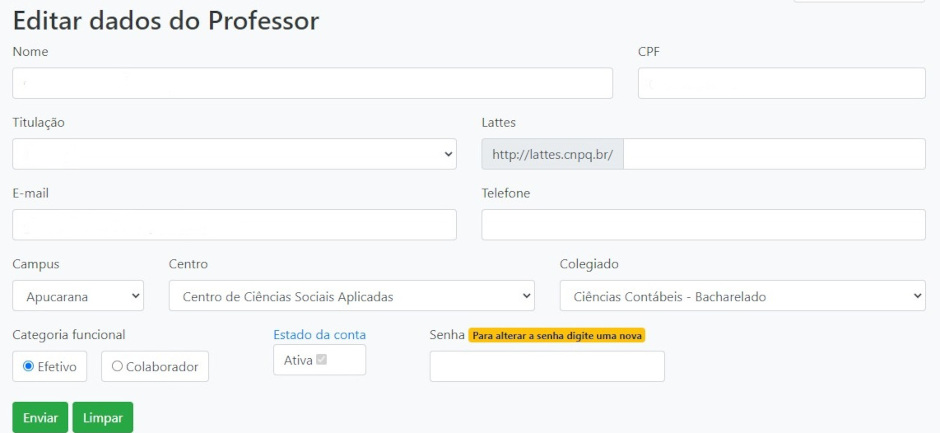 Editar dados do Professor
Nome CPF
Titulação Lattes
http://lattes.cnpq.br/
E-mail Telefone
Campus Centro Colegiado
Apucarana Centro de Ciências Sociais Aplicadas Ciências Contábeis - Bacharelado
Categoria funcional Estado da conta Senha Para alterar a senha digite uma nova
Efetivo Colaborador Ativa
Enviar Limpar